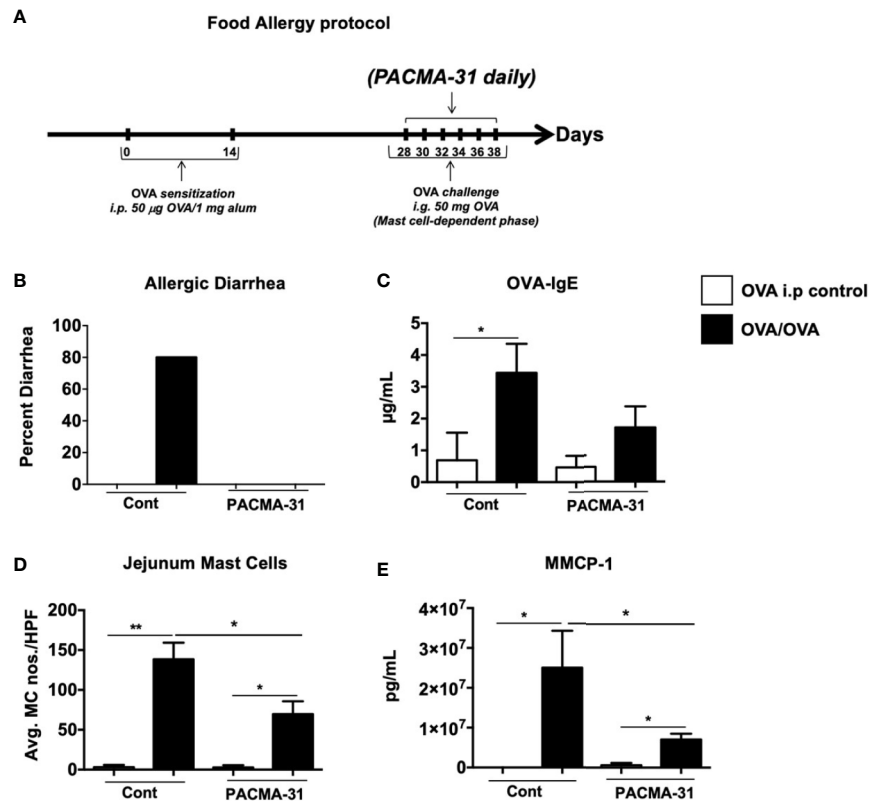 A
Food Allergy protocol
(PACMA-31 daily)
Days
0 14 28 30 32 34 36 38
OVA sensitization
i.p. 50 µg OVA/1 mg alum
OVA challenge
i.g. 50 mg OVA
(Mast cell-dependent phase)
B
Allergic Diarrhea
Percent Diarrhea
100
80
60
40
20
0
Cont PACMA-31
C
OVA-IgE
µg/mL
5
4
3
2
1
0
*
Cont PACMA-31
OVA i.p control
OVA/OVA
D
Jejunum Mast Cells
Avg. MC nos./HPF
200
150
100
50
0
** *
*
Cont PACMA-31
E
MMCP-1
pg/mL
4×10⁷
3×10⁷
2×10⁷
1×10⁷
0
* *
*
Cont PACMA-31